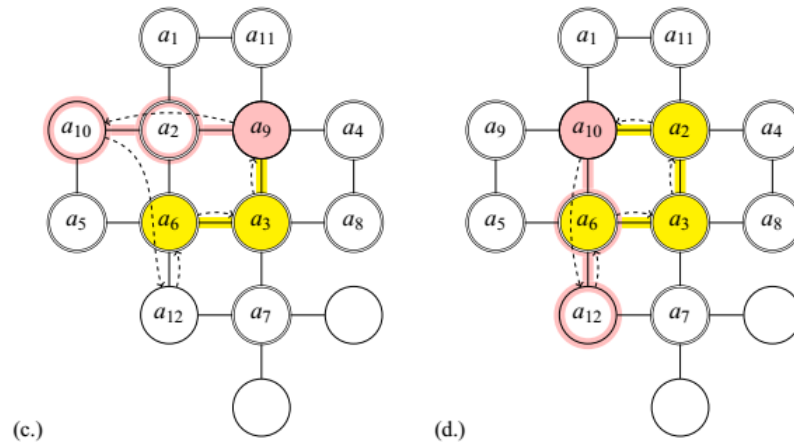 a1 a11 a1 a11
a10 a2 a9 a4 a9 a10 a2 a4
a5 a6 a3 a8 a5 a6 a3 a8
a12 a7 a12 a7
(c.) (d.)